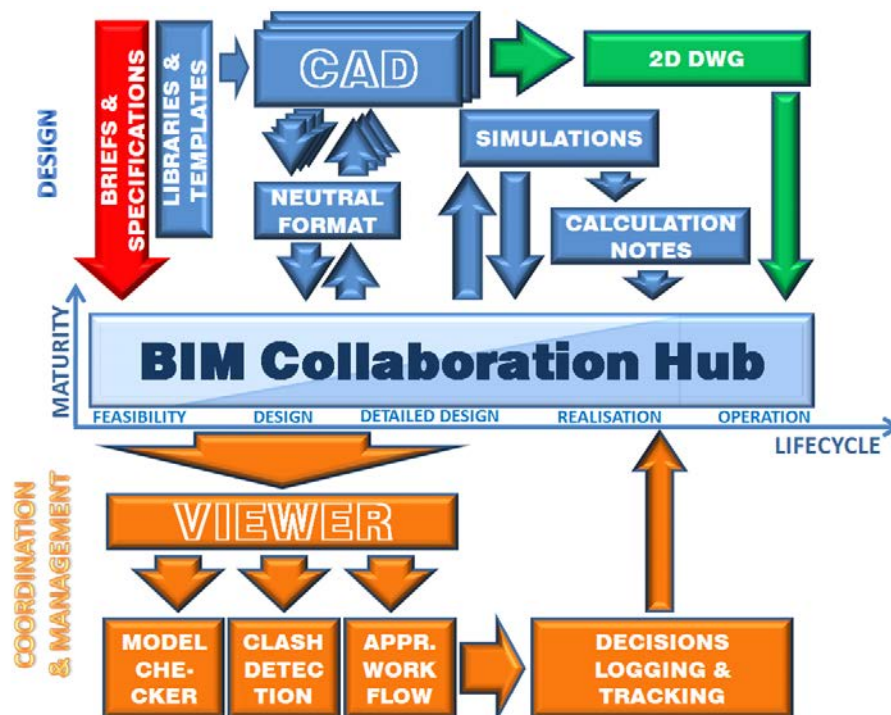 DESIGN
BRIEFS &
SPECIFICATIONS
LIBRARIES &
TEMPLATES
CAD
2D DWG
SIMULATIONS
NEUTRAL
FORMAT
CALCULATION
NOTES
MATURITY
BIM Collaboration Hub
FEASIBILITY
DESIGN
DETAILED DESIGN
REALISATION
OPERATION
LIFECYCLE
COORDINATION
& MANAGEMENT
VIEWER
MODEL
CHE-
CKER
CLASH
DETEC
TION
APPR.
WORK
FLOW
DECISIONS
LOGGING &
TRACKING